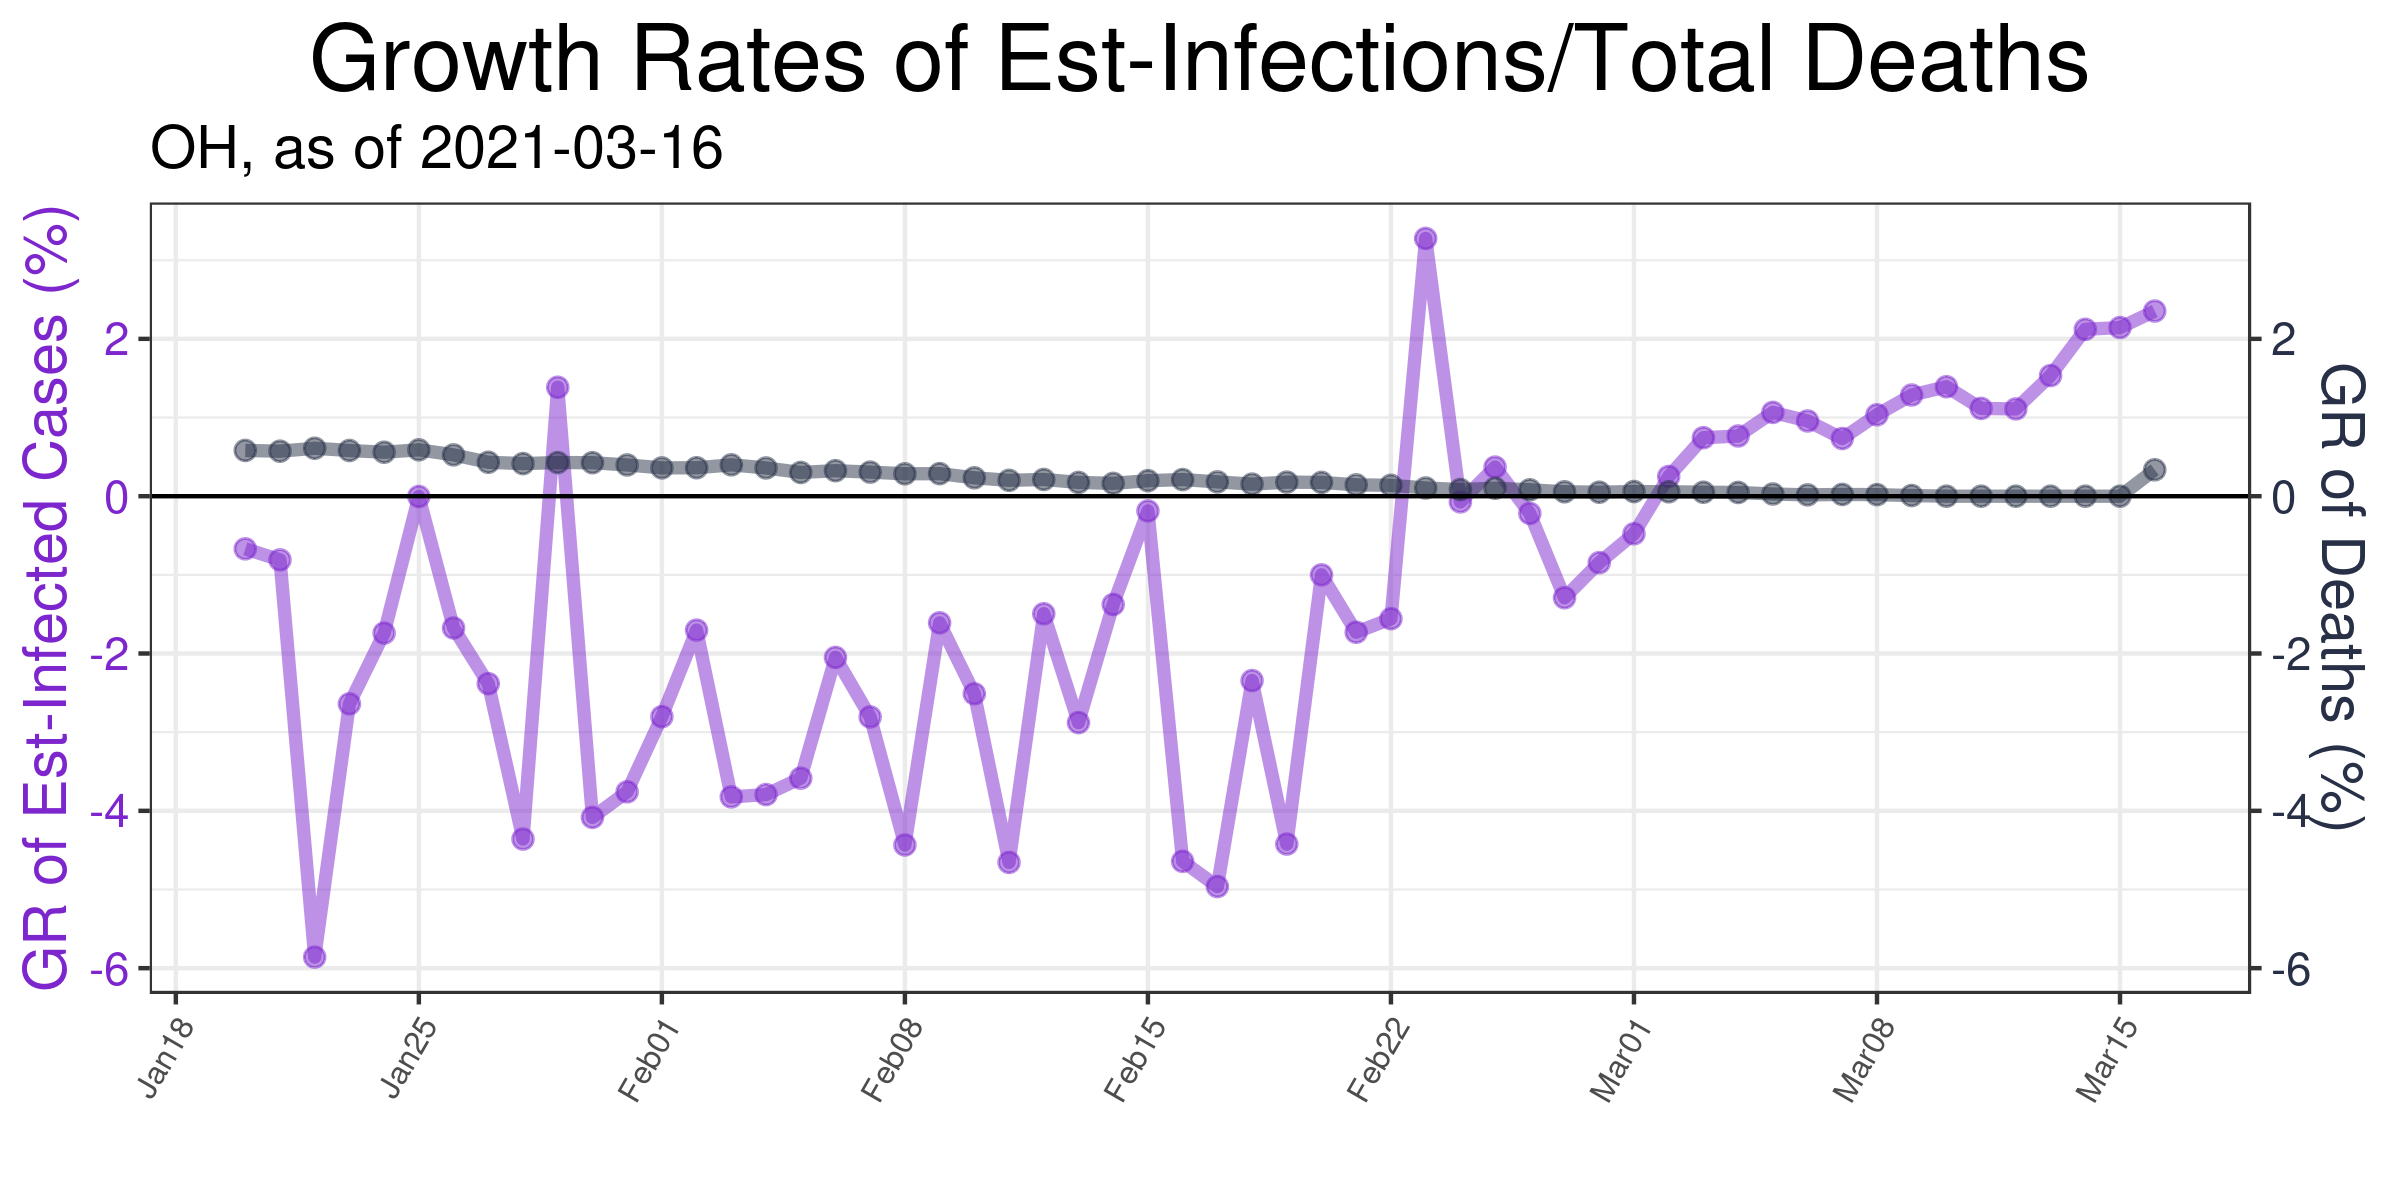 Growth Rates of Est-Infections/Total Deaths
OH, as of 2021-03-16
GR of Est-Infected Cases (%)
2
0
-2
-4
-6
2
0
-2
-4
-6
GR of Deaths (%)
Jan18
Jan25
Feb01
Feb08
Feb15
Feb22
Mar01
Mar08
Mar15